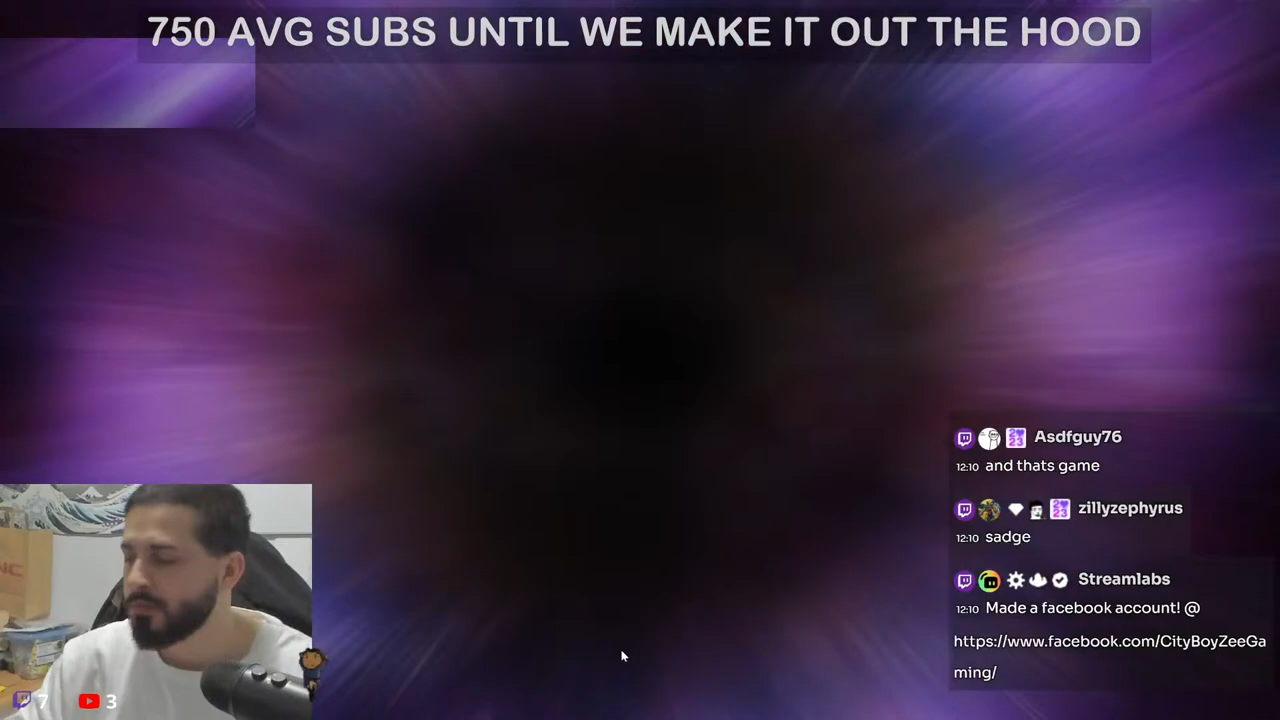 750 AVG SUBS UNTIL WE MAKE IT OUT THE HOOD
Asdfguy76
12:10 and thats game
zillyzephyrus
12:10 sadge
Streamlabs
12:10 Made a facebook account! @
https://www.facebook.com/CityBoyZeeGa
ming/
7 3